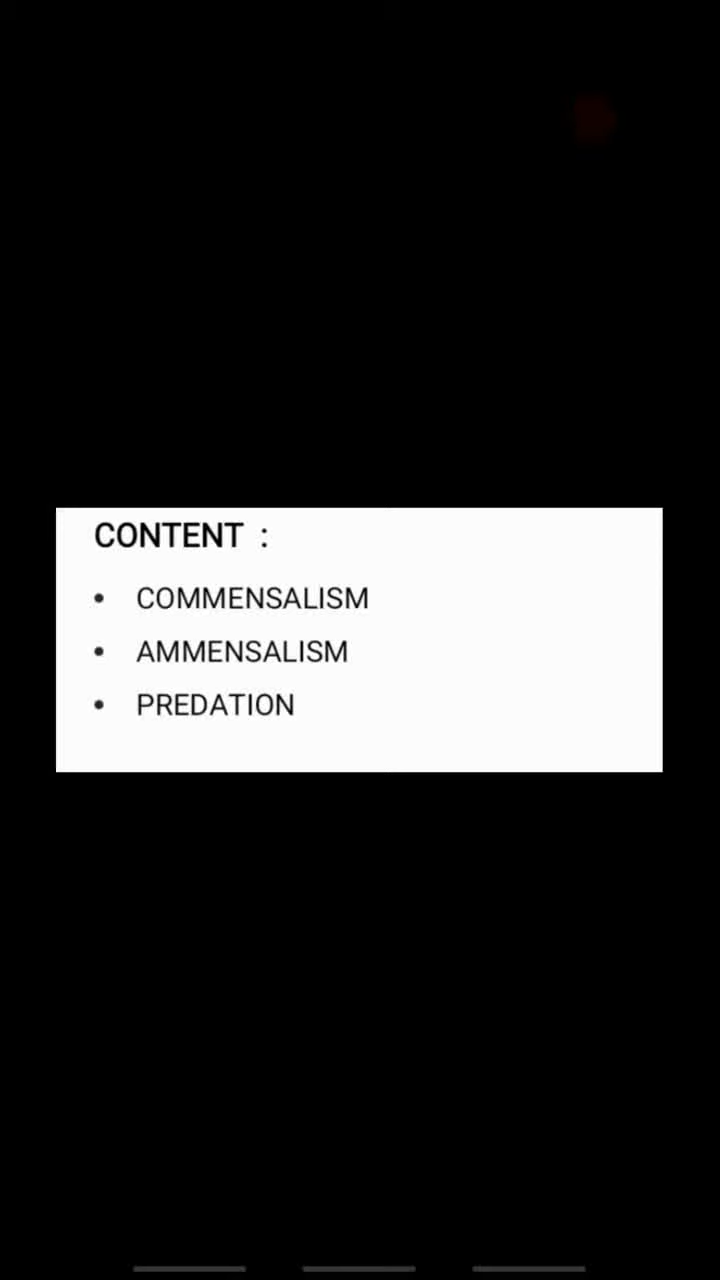 CONTENT :
• COMMENSALISM
• AMMENSALISM
• PREDATION